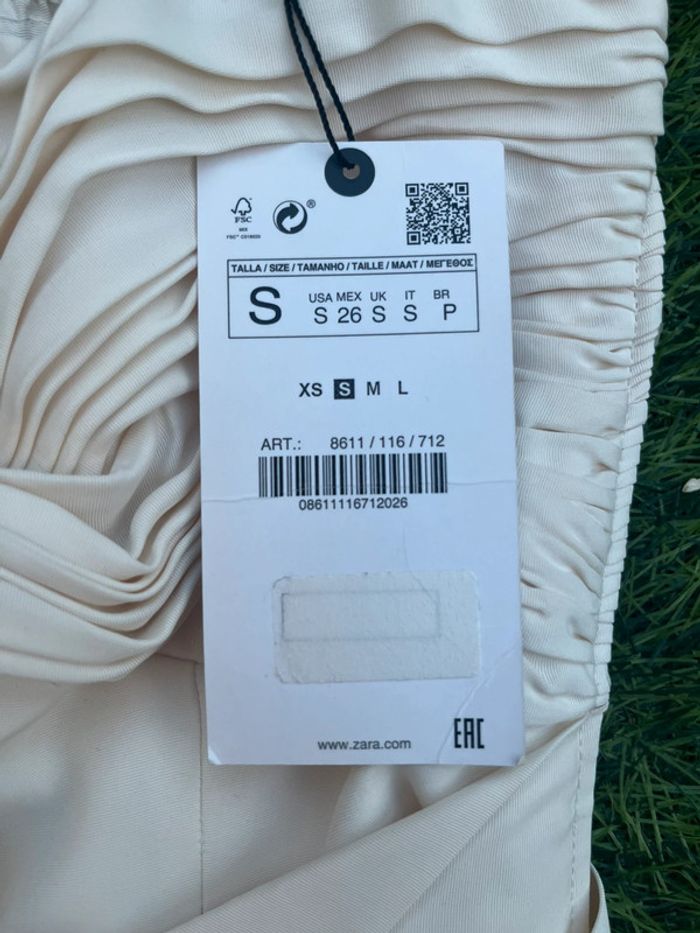 FSC
MIX
®
TALLA / SIZE / TAMANHO / TAILLE / MAAT / ΜΕΓΕΘΟΣ
S
USA MEX UK IT BR
S 26 S S P
XS S M L
ART.: 8611 / 116 / 712
08611116712026
www.zara.com
EAC